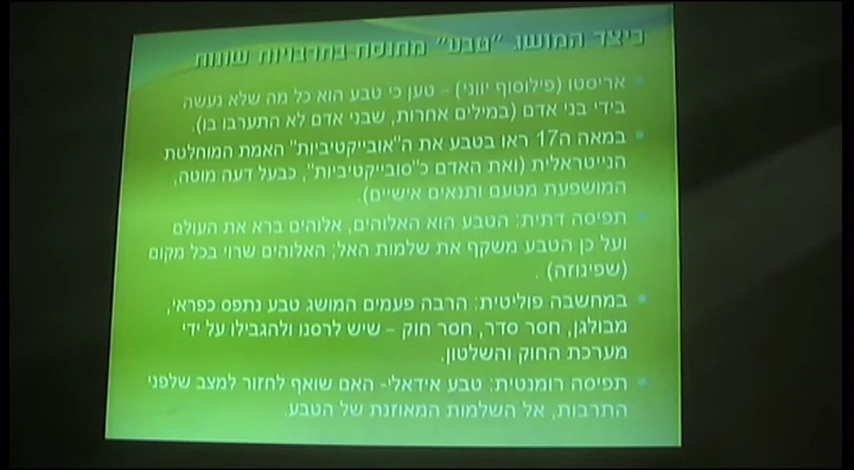 כיצד המושג "טבע" מתנסח בתרבויות שונות
אריסטו (פילוסוף יווני) – טען כי טבע הוא כל מה שלא נעשה
בידי בני אדם (במילים אחרות, שבני אדם לא התערבו בו).
במאה ה17 ראו בטבע את ה"אובייקטיביות" האמת המוחלטת
הנייטראלית (ואת האדם כ"סובייקטיביות", כבעל דעה מוטה,
המושפעת מטעם ותנאים אישיים).
תפיסה דתית: הטבע הוא האלוהים, אלוהים ברא את העולם
ועל כן הטבע משקף את שלמות האל; האלוהים שרוי בכל מקום
(שפינוזה) .
במחשבה פוליטית: הרבה פעמים המושג טבע נתפס כפראי,
מבולגן, חסר סדר, חסר חוק – שיש לרסנו ולהגבילו על ידי
מערכת החוק והשלטון.
תפיסה רומנטית: טבע אידאלי- האם שואף לחזור למצב שלפני
התרבות, אל השלמות המאוזנת של הטבע.